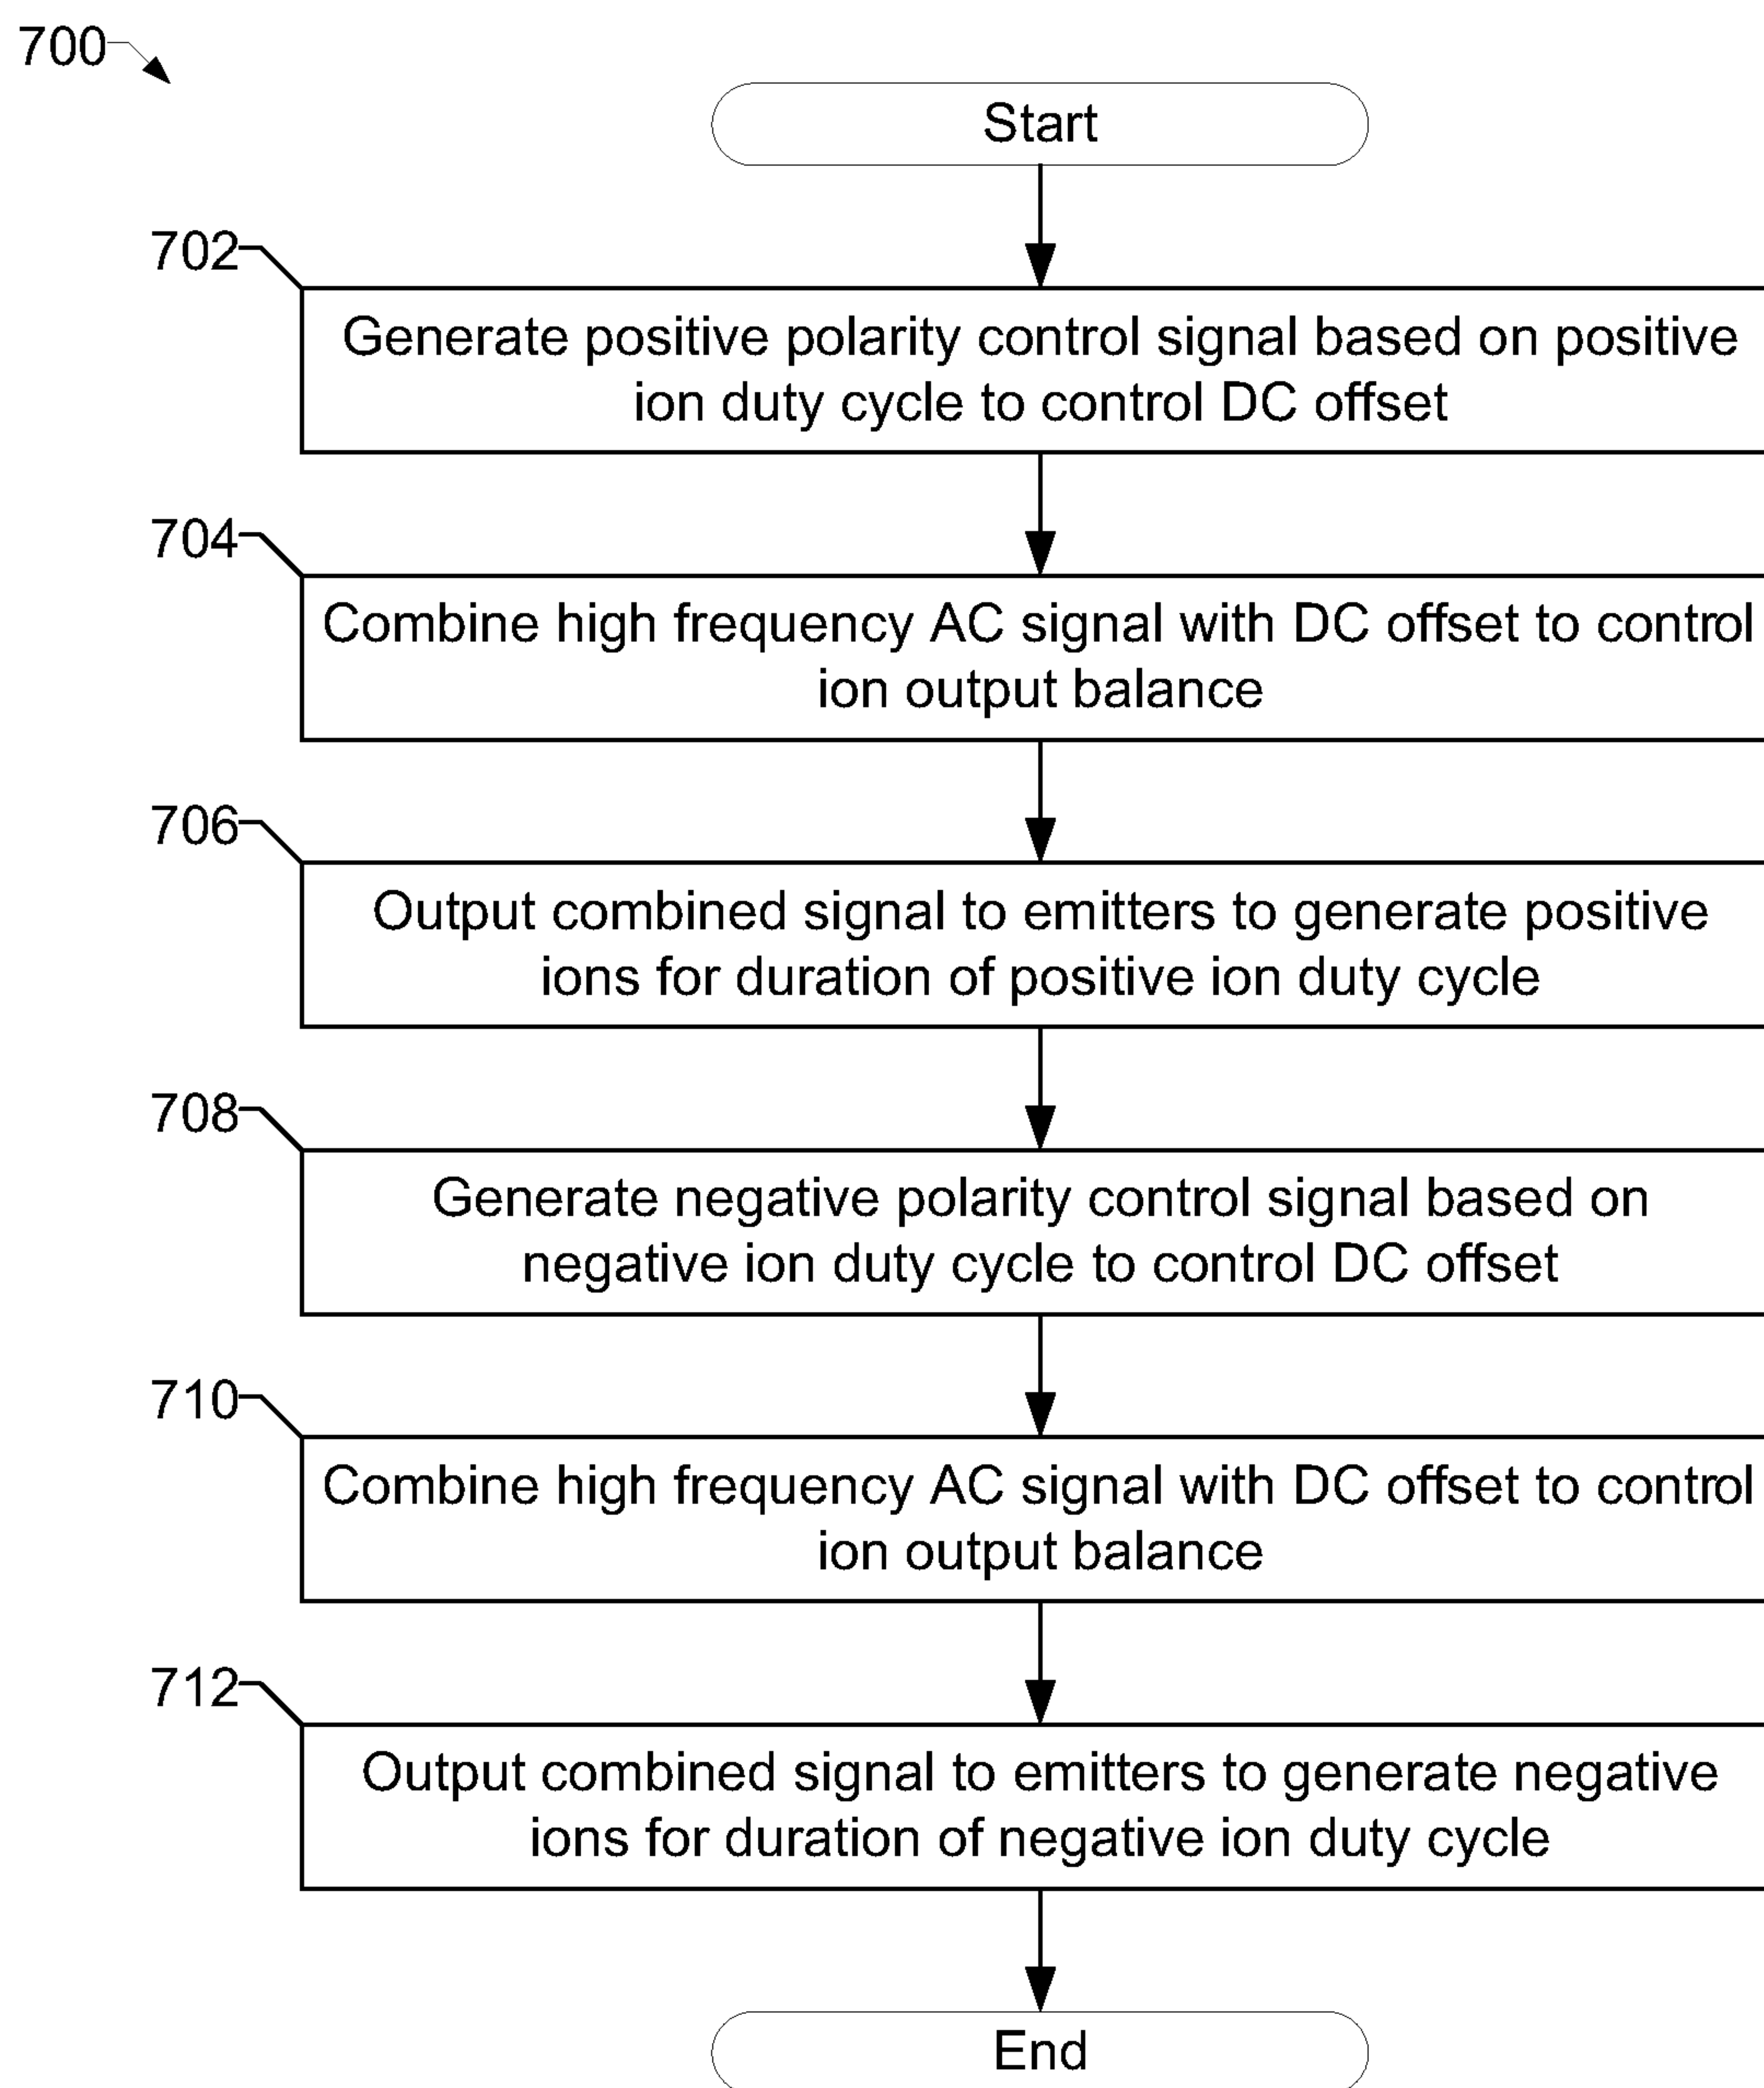 700
Start
702
Generate positive polarity control signal based on positive
ion duty cycle to control DC offset
704
Combine high frequency AC signal with DC offset to control
ion output balance
706
Output combined signal to emitters to generate positive
ions for duration of positive ion duty cycle
708
Generate negative polarity control signal based on
negative ion duty cycle to control DC offset
710
Combine high frequency AC signal with DC offset to control
ion output balance
712
Output combined signal to emitters to generate negative
ions for duration of negative ion duty cycle
End